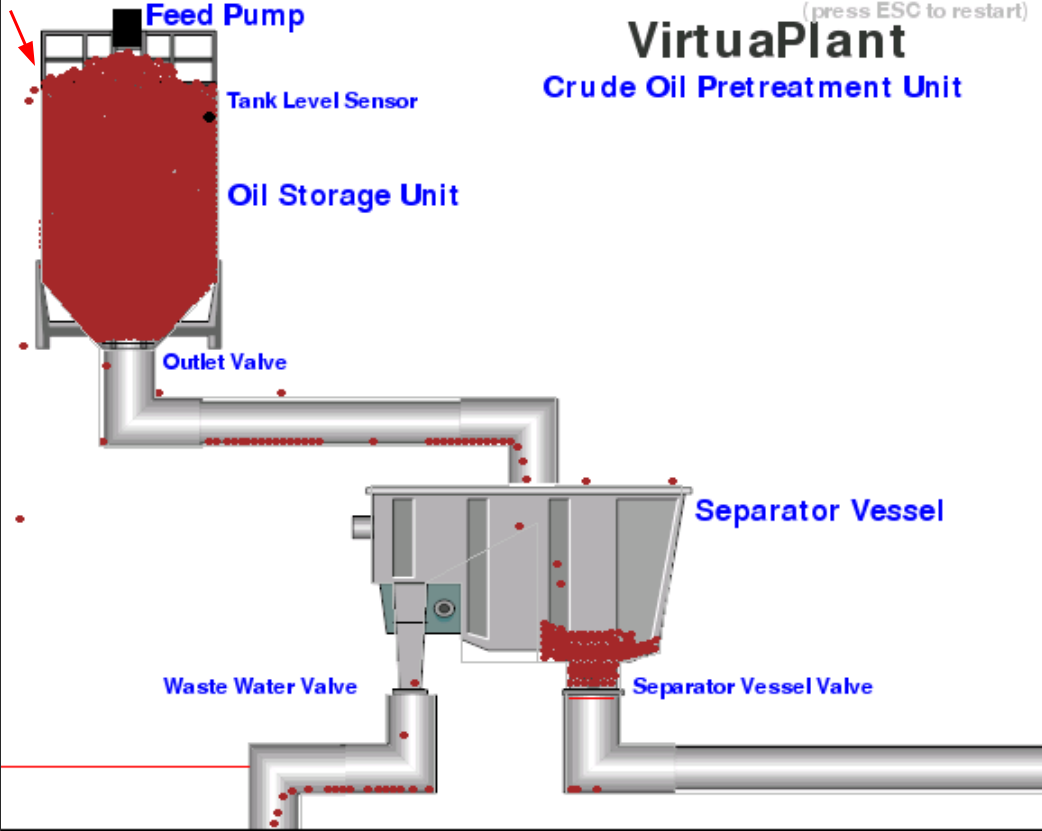 Feed Pump
(press ESC to restart)
VirtuaPlant
Crude Oil Pretreatment Unit
Tank Level Sensor
Oil Storage Unit
Outlet Valve
Separator Vessel
Waste Water Valve
Separator Vessel Valve